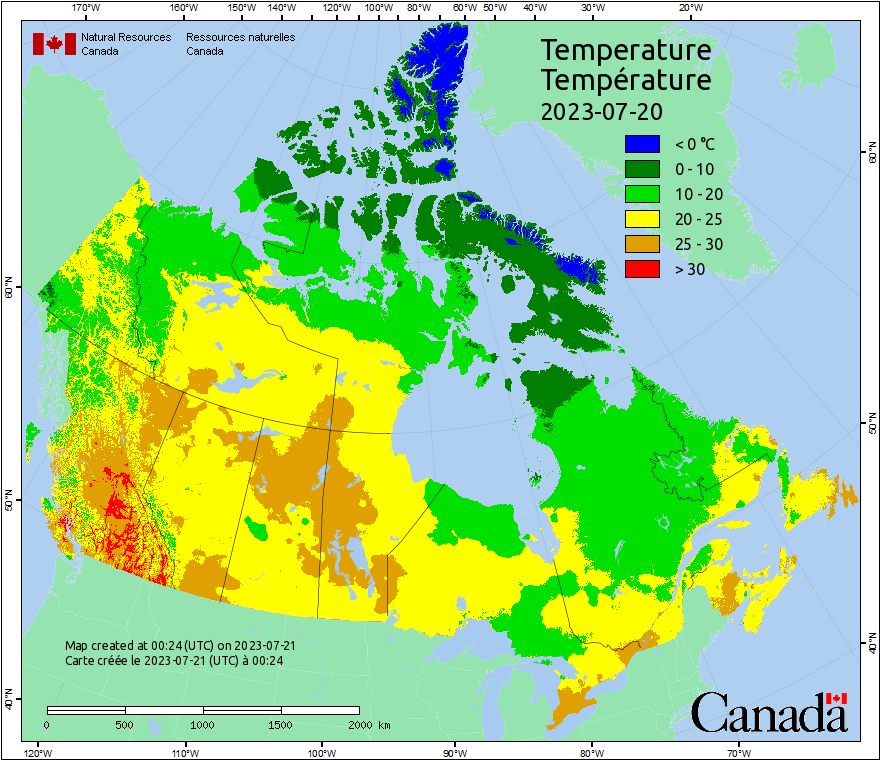 170°W 160°W 150°W 140°W 120°W 100°W 80°W 60°W 50°W 40°W 30°W 20°W
Natural Resources Ressources naturelles
Canada Canada
Temperature
Température
2023-07-20
< 0 °C
0 - 10
10 - 20
20 - 25
25 - 30
> 30
60°N
60°N
50°N
50°N
40°N
40°N
Map created at 00:24 (UTC) on 2023-07-21
Carte créée le 2023-07-21 (UTC) à 00:24
0 500 1000 1500 2000 km
Canada
120°W 110°W 100°W 90°W 80°W 70°W